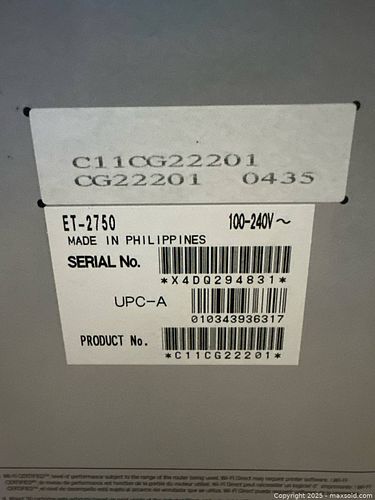 C11CG22201
CG22201 0435
ET-2750 100-240V~
MADE IN PHILIPPINES
SERIAL No.
*X4DQ294831*
UPC-A
010343936317
PRODUCT No.
*C11CG22201*
Copyright © 2025 - maxsold.com